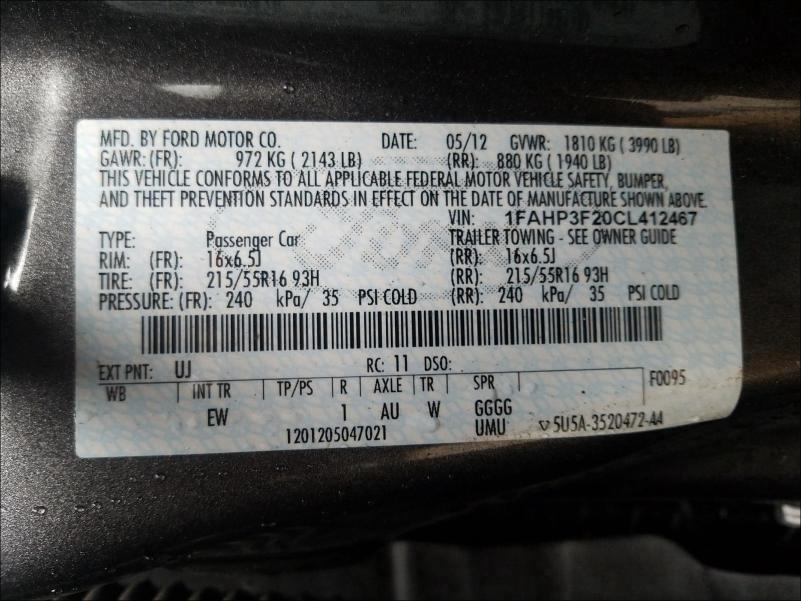 MFD. BY FORD MOTOR CO. DATE: 05/12 GVWR: 1810 KG ( 3990 LB)
GAWR: (FR): 972 KG ( 2143 LB) (RR): 880 KG ( 1940 LB)
THIS VEHICLE CONFORMS TO ALL APPLICABLE FEDERAL MOTOR VEHICLE SAFETY, BUMPER,
AND THEFT PREVENTION STANDARDS IN EFFECT ON THE DATE OF MANUFACTURE SHOWN ABOVE.
VIN: 1FAHP3F20CL412467
TYPE: Passenger Car TRAILER TOWING - SEE OWNER GUIDE
RIM: (FR): 16x6.5J (RR): 16x6.5J
TIRE: (FR): 215/55R16 93H (RR): 215/55R16 93H
PRESSURE: (FR): 240 kPa/ 35 PSI COLD (RR): 240 kPa/ 35 PSI COLD
EXT PNT: UJ RC: 11 DSO:
WB INT TR TP/PS R AXLE TR SPR F0095
EW 1 AU W GGGG
1201205047021 UMU 5U5A-3520472-AA